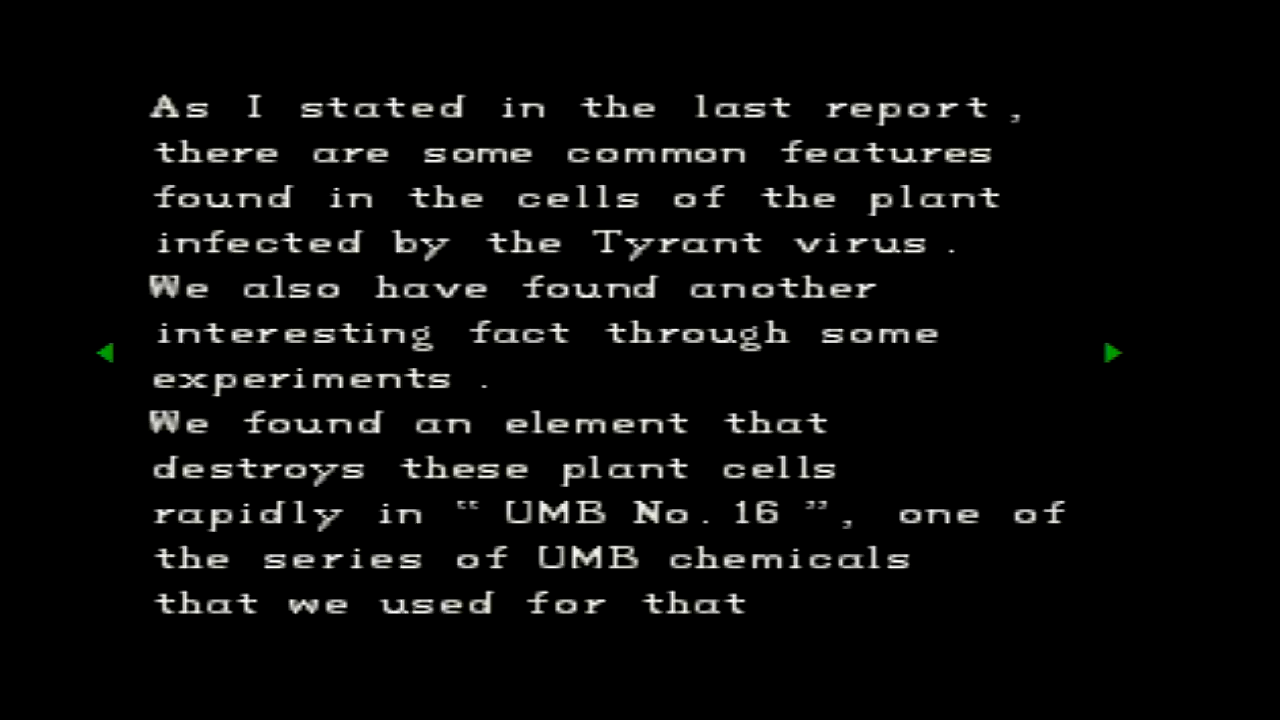 As I stated in the last report,
there are some common features
found in the cells of the plant
infected by the Tyrant virus.
We also have found another
interesting fact through some
experiments.
We found an element that
destroys these plant cells
rapidly in “UMB No.16”, one of
the series of UMB chemicals
that we used for that